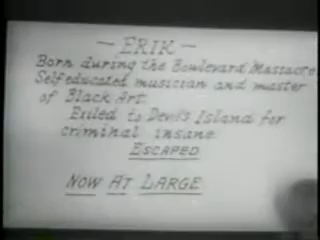 — ERIK —
Born during the Boulevard Massacre
Self educated musician and master
of Black Art.
Exiled to Devil's Island for
criminal insane.
ESCAPED
NOW AT LARGE